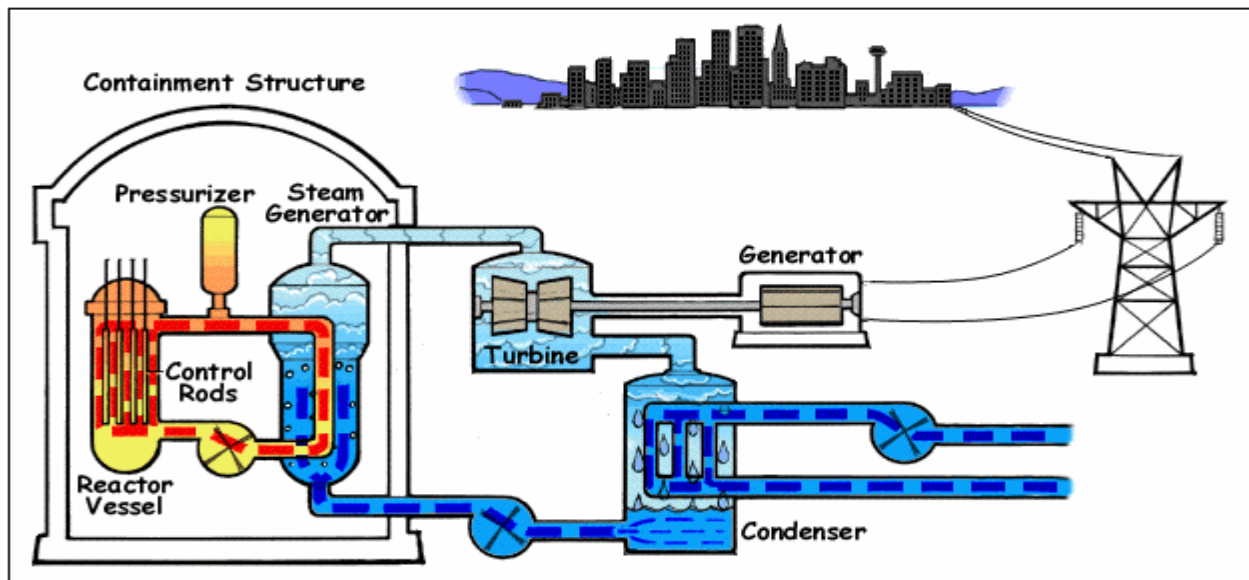 Containment Structure
Pressurizer
Steam
Generator
Control
Rods
Reactor
Vessel
Turbine
Generator
Condenser